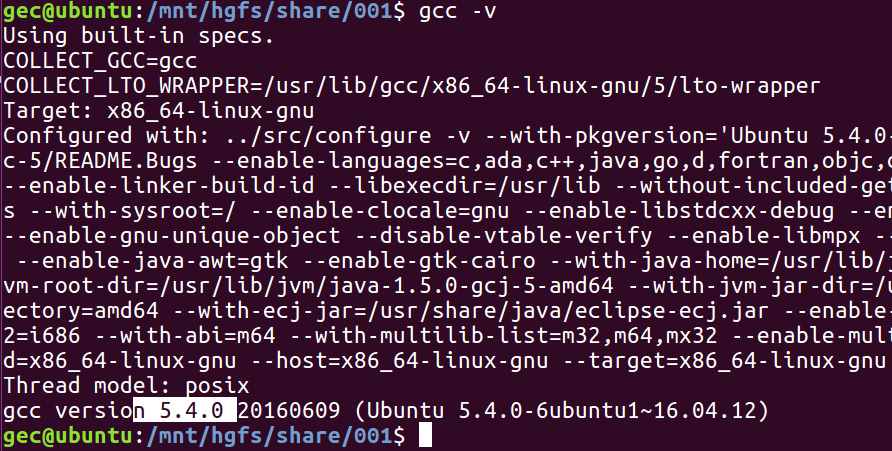 gec@ubuntu:/mnt/hgfs/share/001$ gcc -v
Using built-in specs.
COLLECT_GCC=gcc
COLLECT_LTO_WRAPPER=/usr/lib/gcc/x86_64-linux-gnu/5/lto-wrapper
Target: x86_64-linux-gnu
Configured with: ../src/configure -v --with-pkgversion='Ubuntu 5.4.0-
c-5/README.Bugs --enable-languages=c,ada,c++,java,go,d,fortran,objc,
--enable-linker-build-id --libexecdir=/usr/lib --without-included-get
s --with-sysroot=/ --enable-clocale=gnu --enable-libstdcxx-debug --en
--enable-gnu-unique-object --disable-vtable-verify --enable-libmpx --
--enable-java-awt=gtk --enable-gtk-cairo --with-java-home=/usr/lib/j
vm-root-dir=/usr/lib/jvm/java-1.5.0-gcj-5-amd64 --with-jvm-jar-dir=/u
ectory=amd64 --with-ecj-jar=/usr/share/java/eclipse-ecj.jar --enable-
2=i686 --with-abi=m64 --with-multilib-list=m32,m64,mx32 --enable-mult
d=x86_64-linux-gnu --host=x86_64-linux-gnu --target=x86_64-linux-gnu
Thread model: posix
gcc version 5.4.0 20160609 (Ubuntu 5.4.0-6ubuntu1~16.04.12)
gec@ubuntu:/mnt/hgfs/share/001$